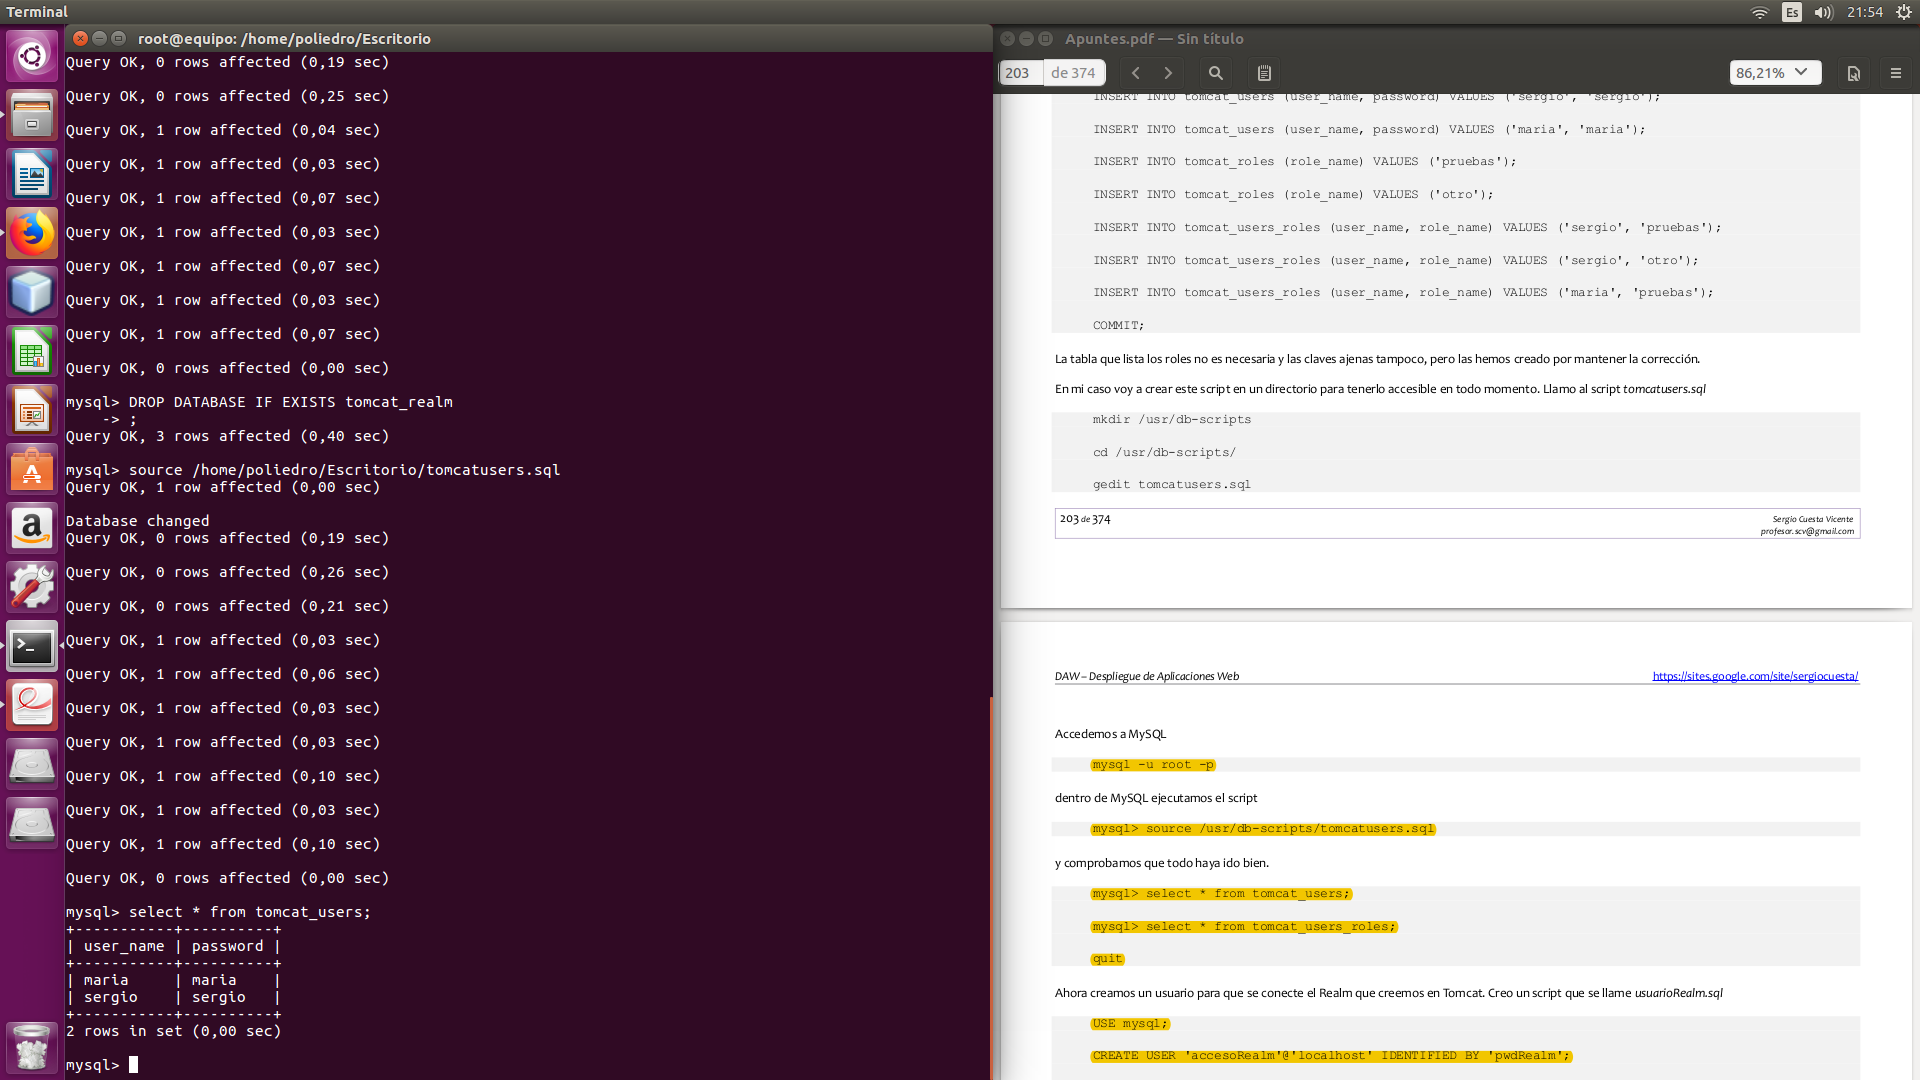 Terminal
Es
21:54
root@equipo: /home/poliedro/Escritorio
Query OK, 0 rows affected (0,19 sec)
Query OK, 0 rows affected (0,25 sec)
Query OK, 1 row affected (0,04 sec)
Query OK, 1 row affected (0,03 sec)
Query OK, 1 row affected (0,07 sec)
Query OK, 1 row affected (0,03 sec)
Query OK, 1 row affected (0,07 sec)
Query OK, 1 row affected (0,03 sec)
Query OK, 1 row affected (0,07 sec)
Query OK, 0 rows affected (0,00 sec)
mysql> DROP DATABASE IF EXISTS tomcat_realm
-> ;
Query OK, 3 rows affected (0,40 sec)
mysql> source /home/poliedro/Escritorio/tomcatusers.sql
Query OK, 1 row affected (0,00 sec)
Database changed
Query OK, 0 rows affected (0,19 sec)
Query OK, 0 rows affected (0,26 sec)
Query OK, 0 rows affected (0,21 sec)
Query OK, 1 row affected (0,03 sec)
Query OK, 1 row affected (0,06 sec)
Query OK, 1 row affected (0,03 sec)
Query OK, 1 row affected (0,03 sec)
Query OK, 1 row affected (0,10 sec)
Query OK, 1 row affected (0,03 sec)
Query OK, 1 row affected (0,10 sec)
Query OK, 0 rows affected (0,00 sec)
mysql> select * from tomcat_users;
+-----------+----------+
| user_name | password |
+-----------+----------+
| maria     | maria    |
| sergio    | sergio   |
+-----------+----------+
2 rows in set (0,00 sec)
mysql>
Apuntes.pdf — Sin título
203 de 374
86,21%
INSERT INTO tomcat_users (user_name, password) VALUES ('sergio', 'sergio');
INSERT INTO tomcat_users (user_name, password) VALUES ('maria', 'maria');
INSERT INTO tomcat_roles (role_name) VALUES ('pruebas');
INSERT INTO tomcat_roles (role_name) VALUES ('otro');
INSERT INTO tomcat_users_roles (user_name, role_name) VALUES ('sergio', 'pruebas');
INSERT INTO tomcat_users_roles (user_name, role_name) VALUES ('sergio', 'otro');
INSERT INTO tomcat_users_roles (user_name, role_name) VALUES ('maria', 'pruebas');
COMMIT;
La tabla que lista los roles no es necesaria y las claves ajenas tampoco, pero las hemos creado por mantener la corrección.
En mi caso voy a crear este script en un directorio para tenerlo accesible en todo momento. Llamo al script tomcatusers.sql
mkdir /usr/db-scripts
cd /usr/db-scripts/
gedit tomcatusers.sql
203 de 374
Sergio Cuesta Vicente
profesor.scv@gmail.com
DAW – Despliegue de Aplicaciones Web
https://sites.google.com/site/sergiocuesta/
Accedemos a MySQL
mysql -u root -p
dentro de MySQL ejecutamos el script
mysql> source /usr/db-scripts/tomcatusers.sql
y comprobamos que todo haya ido bien.
mysql> select * from tomcat_users;
mysql> select * from tomcat_users_roles;
quit
Ahora creamos un usuario para que se conecte el Realm que creemos en Tomcat. Creo un script que se llame usuarioRealm.sql
USE mysql;
CREATE USER 'accesoRealm'@'localhost' IDENTIFIED BY 'pwdRealm';